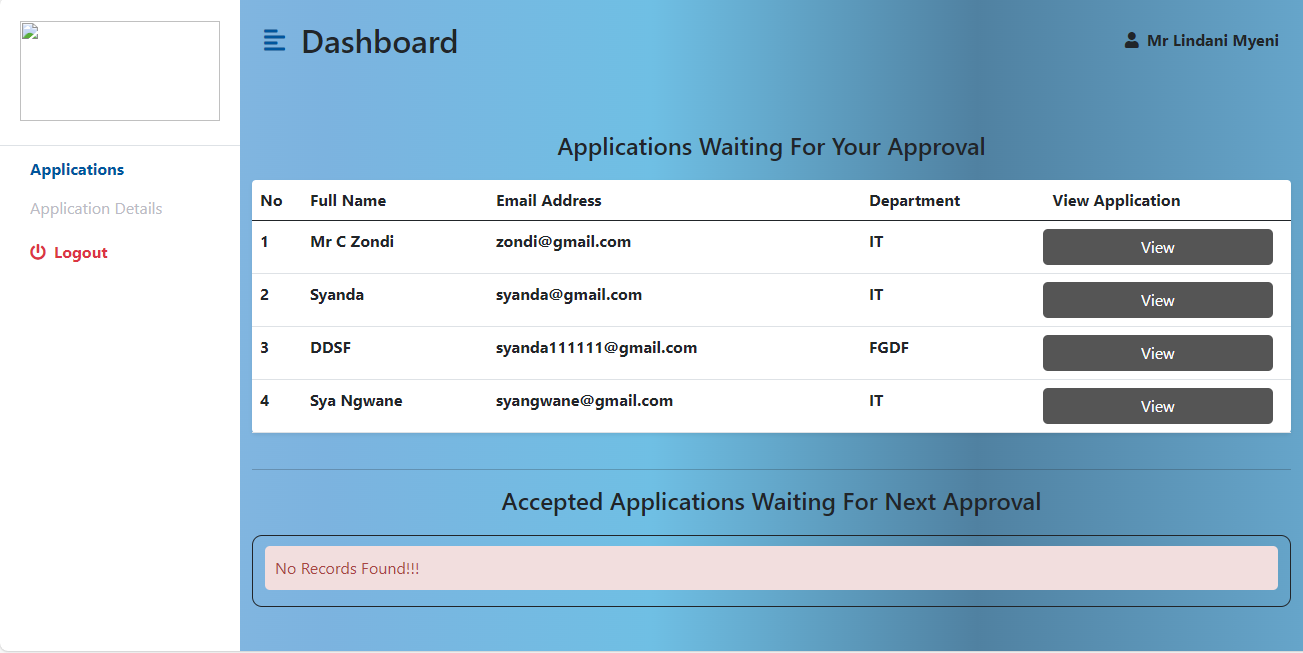 Dashboard
Mr Lindani Myeni
Applications
Application Details
Logout
Applications Waiting For Your Approval
No Full Name Email Address Department View Application
1 Mr C Zondi zondi@gmail.com IT View
2 Syanda syanda@gmail.com IT View
3 DDSF syanda111111@gmail.com FGDF View
4 Sya Ngwane syangwane@gmail.com IT View
Accepted Applications Waiting For Next Approval
No Records Found!!!